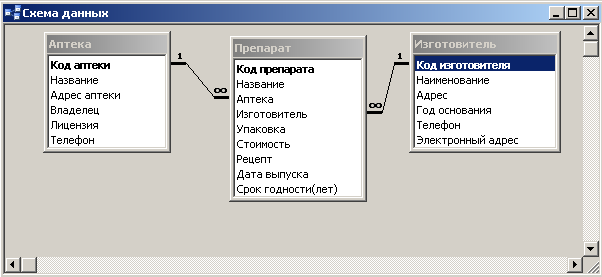 Схема данных
Аптека
Код аптеки
Название
Адрес аптеки
Владелец
Лицензия
Телефон
1
∞
Препарат
Код препарата
Название
Аптека
Изготовитель
Упаковка
Стоимость
Рецепт
Дата выпуска
Срок годности(лет)
∞
1
Изготовитель
Код изготовителя
Наименование
Адрес
Год основания
Телефон
Электронный адрес